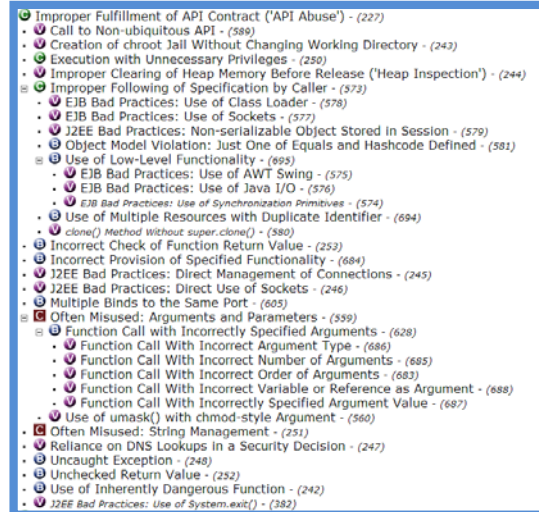 Improper Fulfillment of API Contract ('API Abuse') - (227)
Call to Non-ubiquitous API - (589)
Creation of chroot Jail Without Changing Working Directory - (243)
Execution with Unnecessary Privileges - (250)
Improper Clearing of Heap Memory Before Release ('Heap Inspection') - (244)
Improper Following of Specification by Caller - (573)
EJB Bad Practices: Use of Class Loader - (578)
EJB Bad Practices: Use of Sockets - (577)
J2EE Bad Practices: Non-serializable Object Stored in Session - (579)
Object Model Violation: Just One of Equals and Hashcode Defined - (581)
Use of Low-Level Functionality - (695)
EJB Bad Practices: Use of AWT Swing - (575)
EJB Bad Practices: Use of Java I/O - (576)
EJB Bad Practices: Use of Synchronization Primitives - (574)
Use of Multiple Resources with Duplicate Identifier - (694)
clone() Method Without super.clone() - (580)
Incorrect Check of Function Return Value - (253)
Incorrect Provision of Specified Functionality - (684)
J2EE Bad Practices: Direct Management of Connections - (245)
J2EE Bad Practices: Direct Use of Sockets - (246)
Multiple Binds to the Same Port - (605)
Often Misused: Arguments and Parameters - (559)
Function Call with Incorrectly Specified Arguments - (628)
Function Call With Incorrect Argument Type - (686)
Function Call With Incorrect Number of Arguments - (685)
Function Call With Incorrect Order of Arguments - (683)
Function Call With Incorrect Variable or Reference as Argument - (688)
Function Call With Incorrectly Specified Argument Value - (687)
Use of umask() with chmod-style Argument - (560)
Often Misused: String Management - (251)
Reliance on DNS Lookups in a Security Decision - (247)
Uncaught Exception - (248)
Unchecked Return Value - (252)
Use of Inherently Dangerous Function - (242)
J2EE Bad Practices: Use of System.exit() - (382)